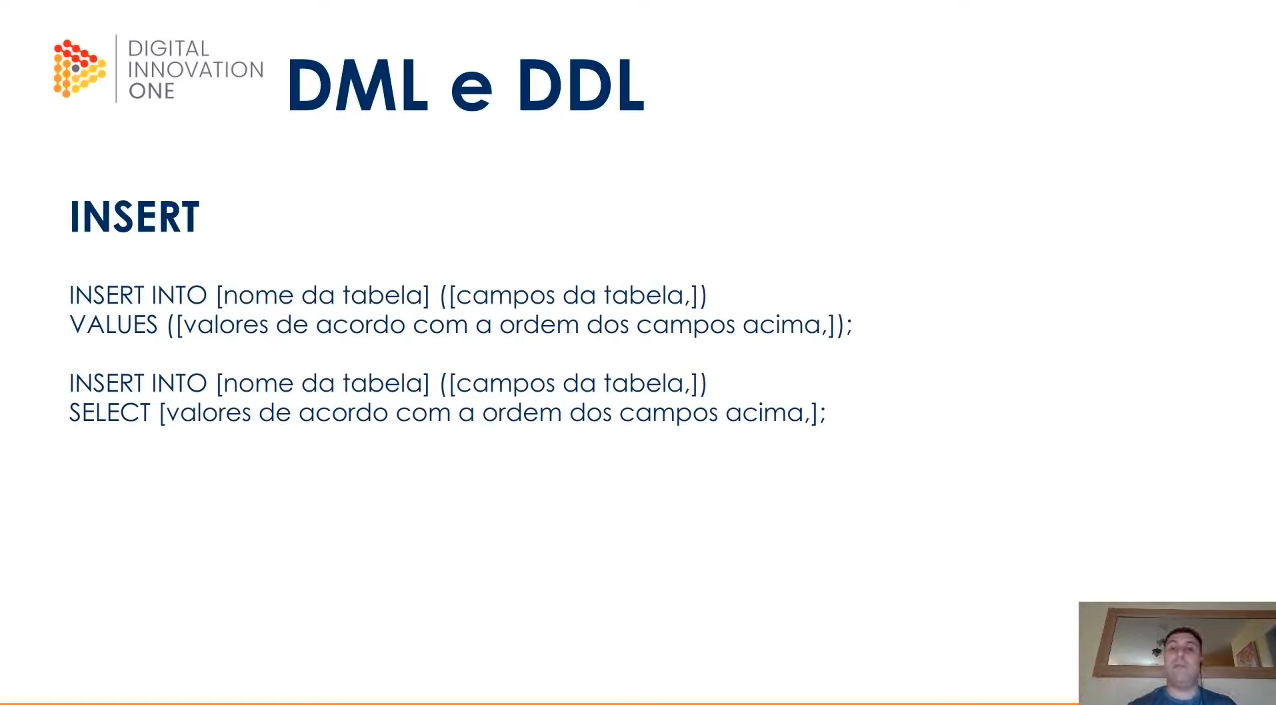 DIGITAL
INNOVATION
ONE
DML e DDL
INSERT
INSERT INTO [nome da tabela] ([campos da tabela,])
VALUES ([valores de acordo com a ordem dos campos acima,]);
INSERT INTO [nome da tabela] ([campos da tabela,])
SELECT [valores de acordo com a ordem dos campos acima,];